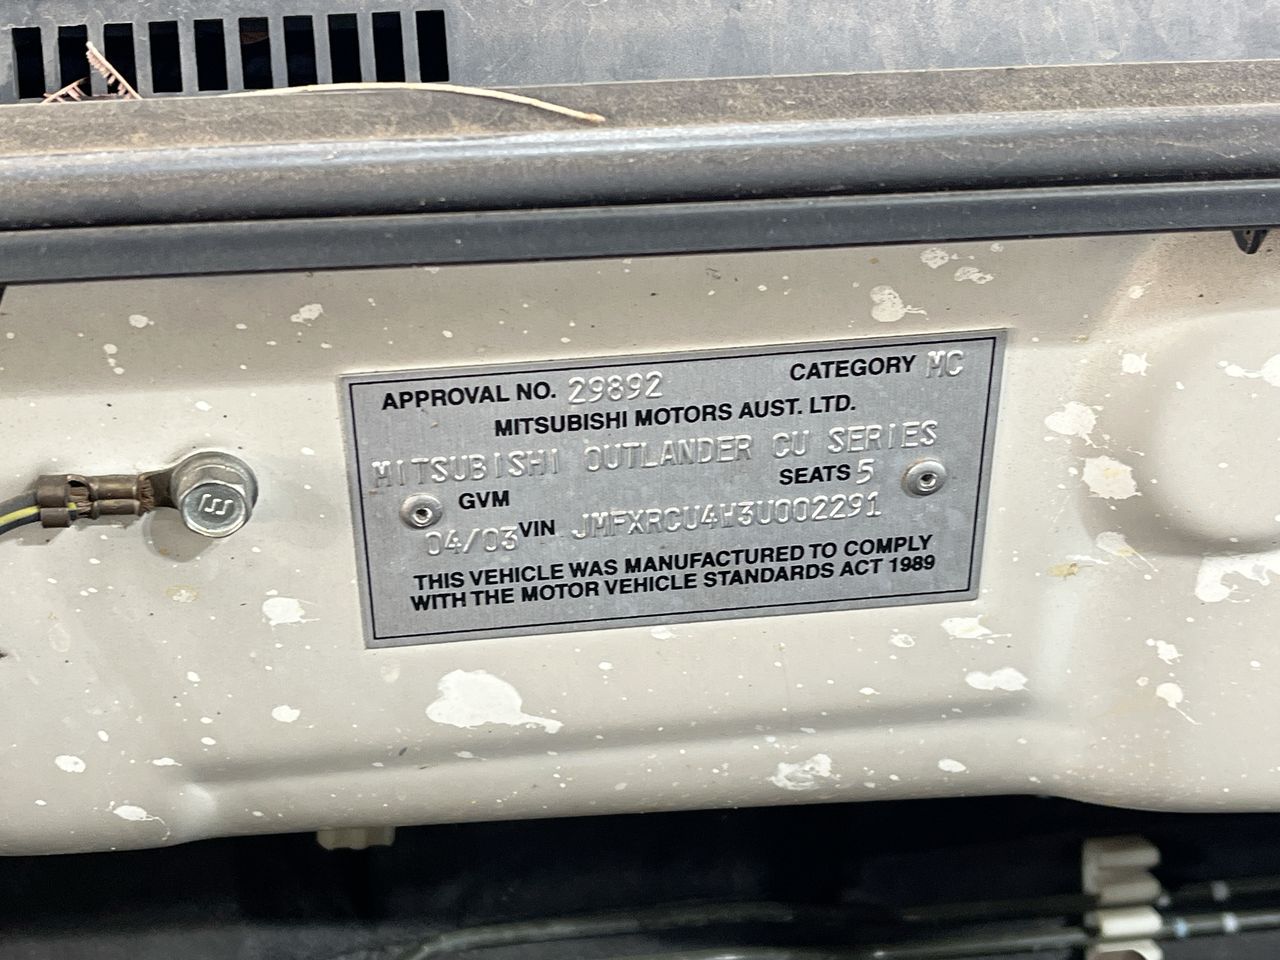 APPROVAL NO. 29892 CATEGORY MC
MITSUBISHI MOTORS AUST. LTD.
MITSUBISHI OUTLANDER CU SERIES
GVM SEATS 5
04/03 VIN JMFXRCU4W3U002291
THIS VEHICLE WAS MANUFACTURED TO COMPLY
WITH THE MOTOR VEHICLE STANDARDS ACT 1989